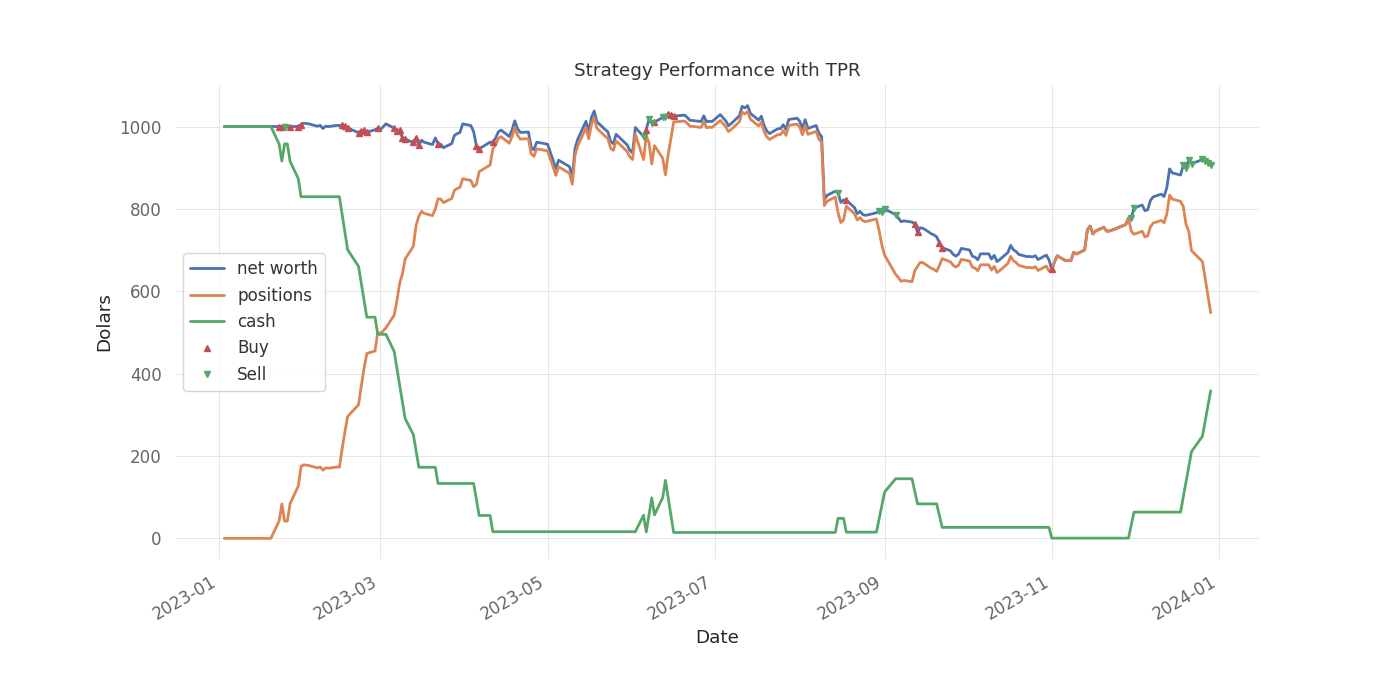 Strategy Performance with TPR
Dolars
1000
800
600
400
200
0
net worth
positions
cash
Buy
Sell
2023-01
2023-03
2023-05
2023-07
2023-09
2023-11
2024-01
Date